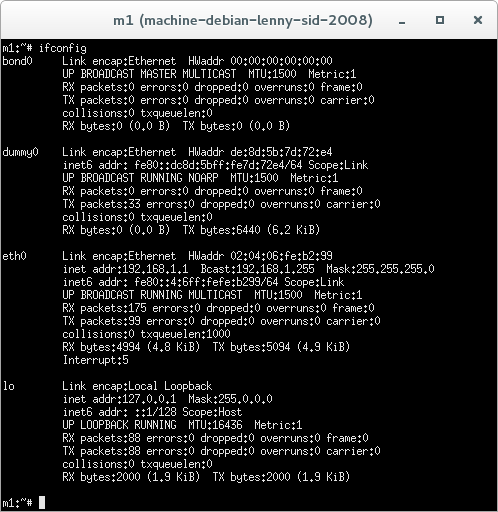 m1 (machine-debian-lenny-sid-2008)
m1:~# ifconfig
bond0     Link encap:Ethernet  HWaddr 00:00:00:00:00:00
          UP BROADCAST MASTER MULTICAST  MTU:1500  Metric:1
          RX packets:0 errors:0 dropped:0 overruns:0 frame:0
          TX packets:0 errors:0 dropped:0 overruns:0 carrier:0
          collisions:0 txqueuelen:0
          RX bytes:0 (0.0 B)  TX bytes:0 (0.0 B)
dummy0    Link encap:Ethernet  HWaddr de:8d:5b:7d:72:e4
          inet6 addr: fe80::dc8d:5bff:fe7d:72e4/64 Scope:Link
          UP BROADCAST RUNNING NOARP  MTU:1500  Metric:1
          RX packets:0 errors:0 dropped:0 overruns:0 frame:0
          TX packets:33 errors:0 dropped:0 overruns:0 carrier:0
          collisions:0 txqueuelen:0
          RX bytes:0 (0.0 B)  TX bytes:6440 (6.2 KiB)
eth0      Link encap:Ethernet  HWaddr 02:04:06:fe:b2:99
          inet addr:192.168.1.1  Bcast:192.168.1.255  Mask:255.255.255.0
          inet6 addr: fe80::4:6ff:fefe:b299/64 Scope:Link
          UP BROADCAST RUNNING MULTICAST  MTU:1500  Metric:1
          RX packets:175 errors:0 dropped:0 overruns:0 frame:0
          TX packets:99 errors:0 dropped:0 overruns:0 carrier:0
          collisions:0 txqueuelen:1000
          RX bytes:4994 (4.8 KiB)  TX bytes:5094 (4.9 KiB)
          Interrupt:5
lo        Link encap:Local Loopback
          inet addr:127.0.0.1  Mask:255.0.0.0
          inet6 addr: ::1/128 Scope:Host
          UP LOOPBACK RUNNING  MTU:16436  Metric:1
          RX packets:88 errors:0 dropped:0 overruns:0 frame:0
          TX packets:88 errors:0 dropped:0 overruns:0 carrier:0
          collisions:0 txqueuelen:0
          RX bytes:2000 (1.9 KiB)  TX bytes:2000 (1.9 KiB)
m1:~#